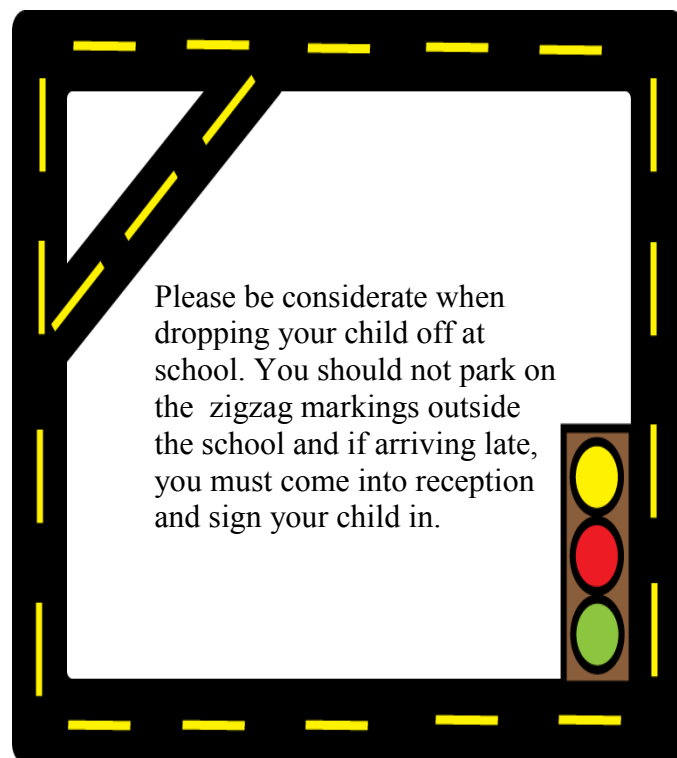 Please be considerate when
dropping your child off at
school. You should not park on
the  zigzag markings outside
the school and if arriving late,
you must come into reception
and sign your child in.